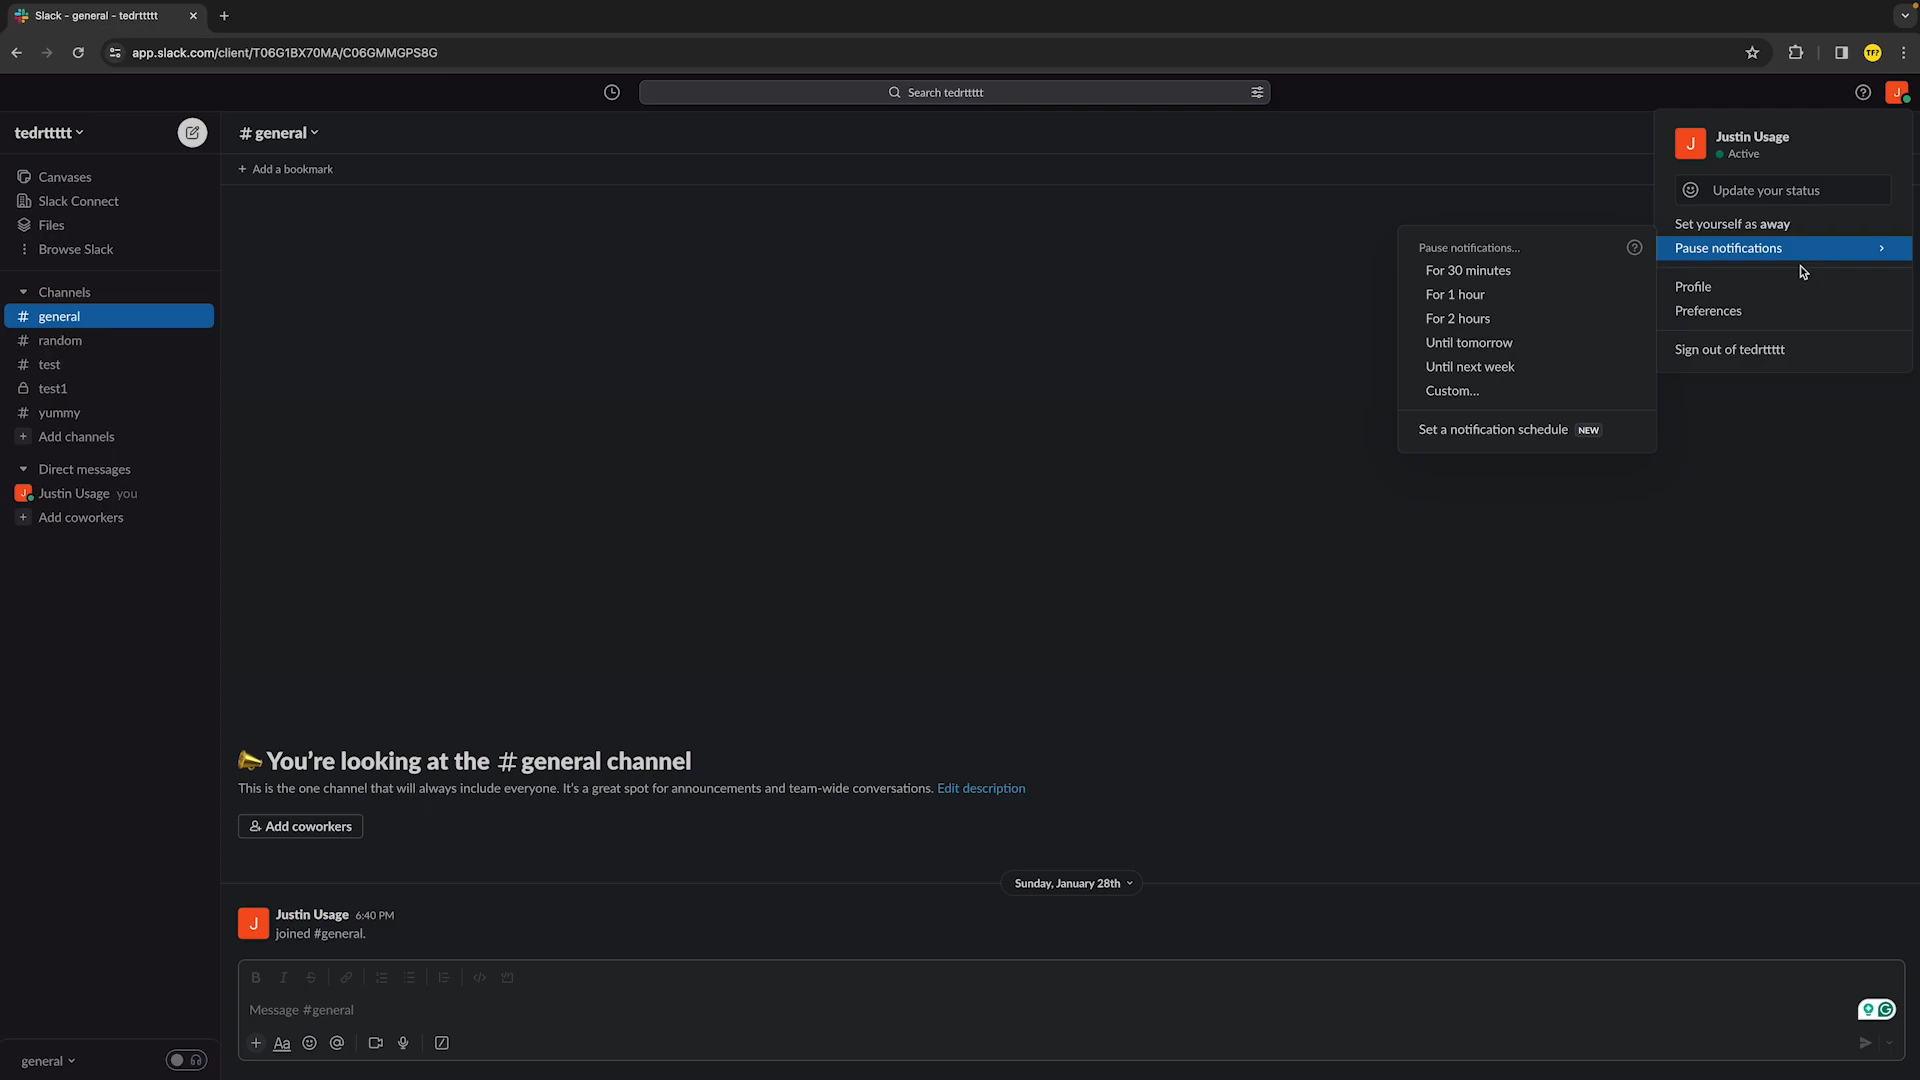 Slack - general - tedrttttt
app.slack.com/client/T06G1BX70MA/C06GMMGPS8G
TF?
Search tedrttttt
J
tedrttttt
# general
Add a bookmark
Canvases
Slack Connect
Files
Browse Slack
Channels
# general
# random
# test
test1
# yummy
+ Add channels
Direct messages
J Justin Usage you
+ Add coworkers
J Justin Usage
Active
Update your status
Set yourself as away
Pause notifications
Profile
Preferences
Sign out of tedrttttt
Pause notifications...
For 30 minutes
For 1 hour
For 2 hours
Until tomorrow
Until next week
Custom...
Set a notification schedule NEW
You’re looking at the # general channel
This is the one channel that will always include everyone. It’s a great spot for announcements and team-wide conversations. Edit description
Add coworkers
Sunday, January 28th
J Justin Usage 6:40 PM
joined #general.
B I S
Message #general
+ Aa @
general